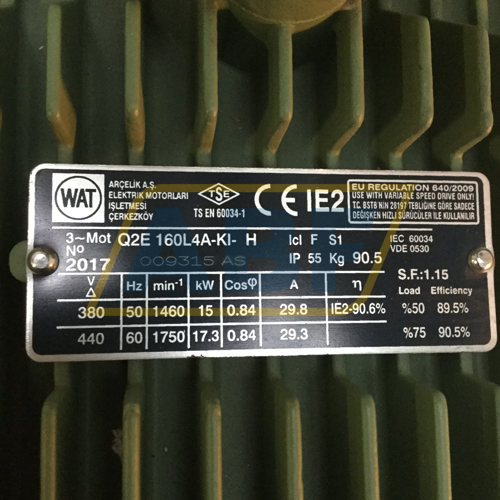 WAT
ARÇELİK A.Ş.
ELEKTRİK MOTORLARI
İŞLETMESİ
ÇERKEZKÖY
TSE
TS EN 60034-1
CE IE2
EU REGULATION 640/2009
USE WITH VARIABLE SPEED DRIVE ONLY!
T.C. BSTB NIN 28197 TEBLIĞINE GÖRE SADECE
DEĞİŞKEN HIZLI SÜRÜCÜLER İLE KULLANILIR
3~Mot Q2E 160L4A-KI- H Icl F S1 IEC 60034
VDE 0530
No 2017 009315 AS IP 55 Kg 90.5
S.F.:1.15
V Δ Hz min-1 kW Cosφ A η Load Efficiency
380 50 1460 15 0.84 29.8 IE2-90.6% %50 89.5%
440 60 1750 17.3 0.84 29.3 %75 90.5%